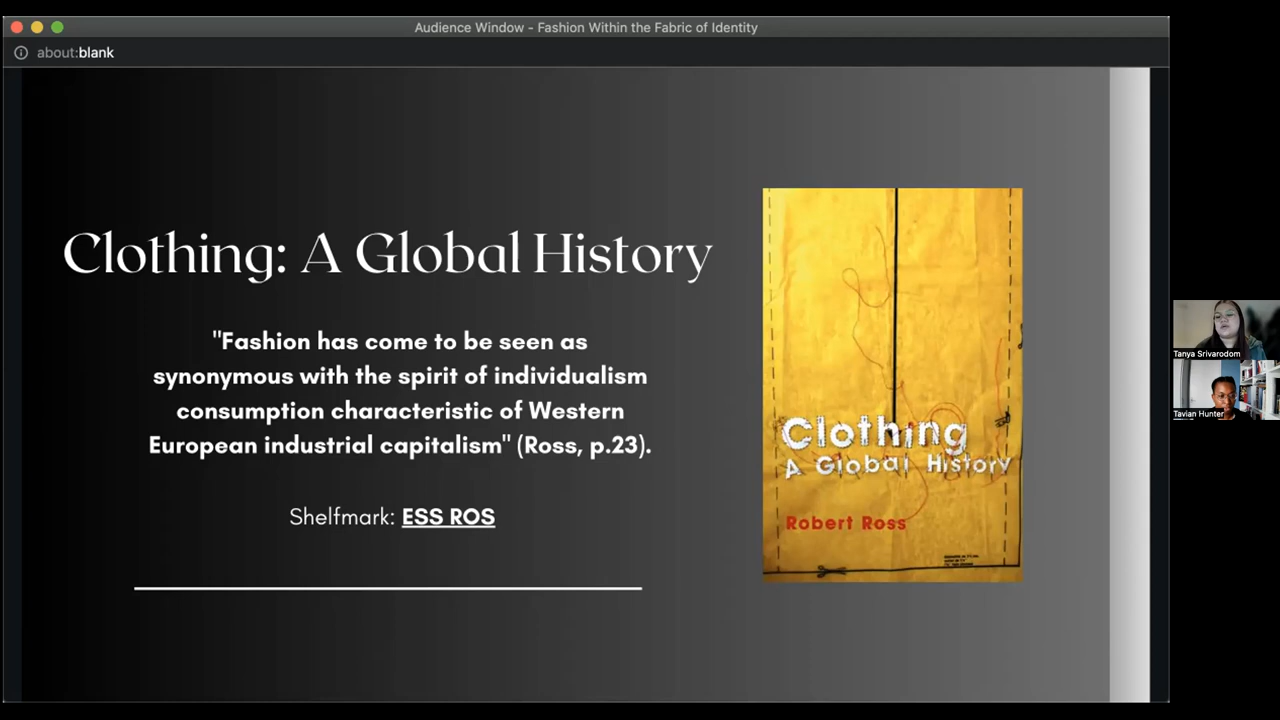 Audience Window - Fashion Within the Fabric of Identity
about:blank
Clothing: A Global History
"Fashion has come to be seen as
synonymous with the spirit of individualism
consumption characteristic of Western
European industrial capitalism" (Ross, p.23).
Shelfmark: ESS ROS
Clothing
A Global History
Robert Ross
Tanya Srivarodom
Tavian Hunter